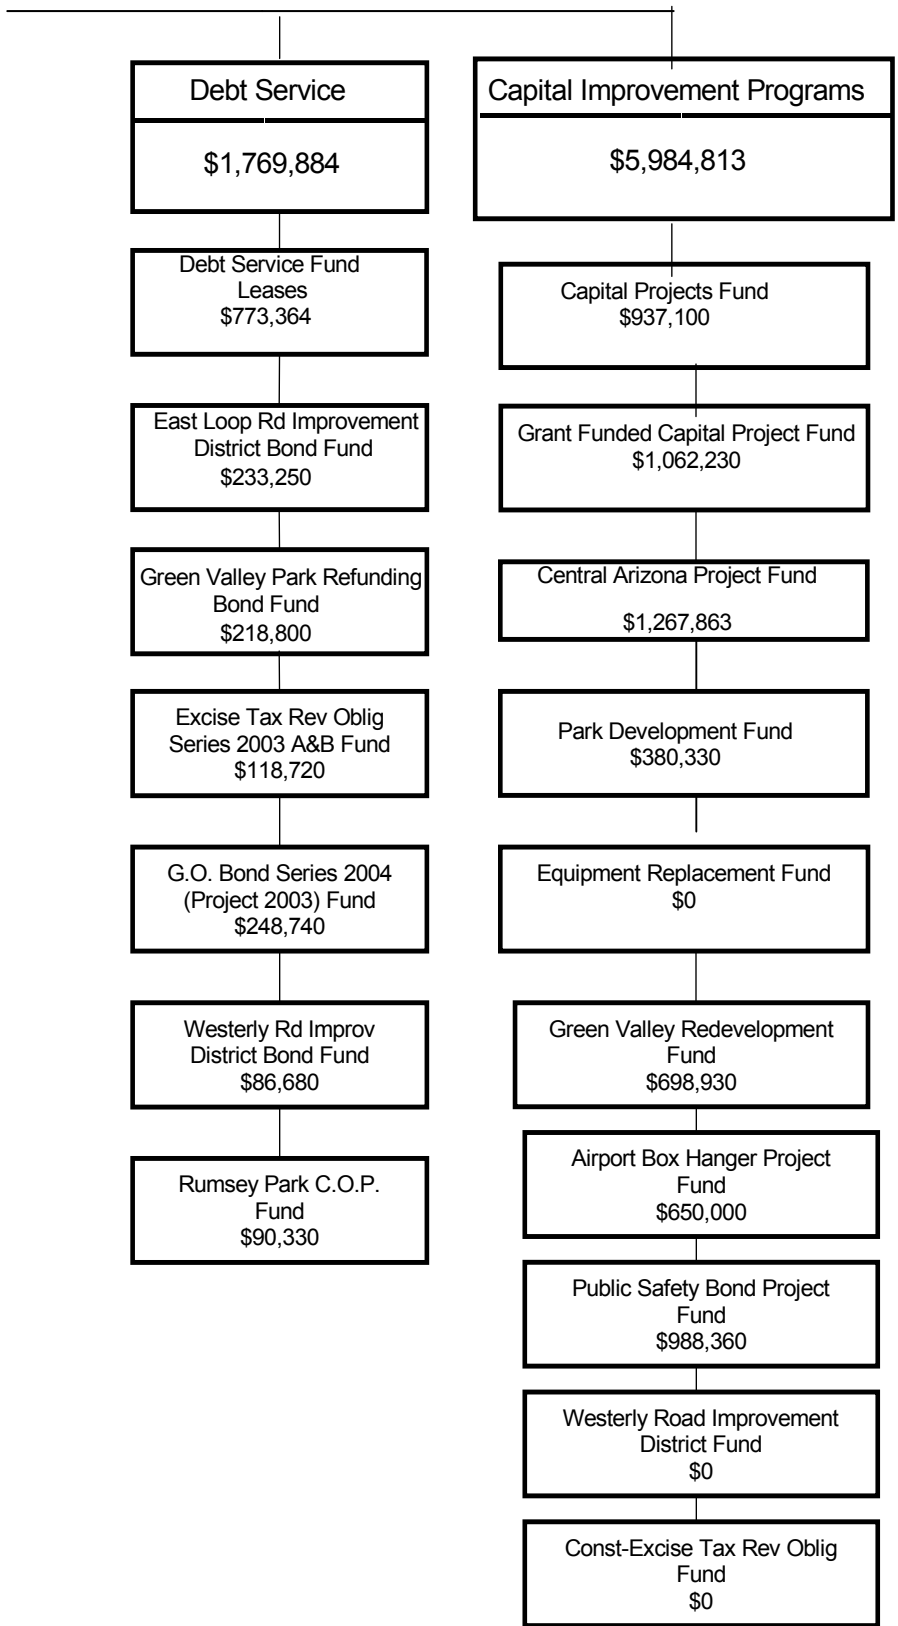 Debt Service
$1,769,884
Debt Service Fund
Leases
$773,364
East Loop Rd Improvement
District Bond Fund
$233,250
Green Valley Park Refunding
Bond Fund
$218,800
Excise Tax Rev Oblig
Series 2003 A&B Fund
$118,720
G.O. Bond Series 2004
(Project 2003) Fund
$248,740
Westerly Rd Improv
District Bond Fund
$86,680
Rumsey Park C.O.P.
Fund
$90,330
Capital Improvement Programs
$5,984,813
Capital Projects Fund
$937,100
Grant Funded Capital Project Fund
$1,062,230
Central Arizona Project Fund
$1,267,863
Park Development Fund
$380,330
Equipment Replacement Fund
$0
Green Valley Redevelopment
Fund
$698,930
Airport Box Hanger Project
Fund
$650,000
Public Safety Bond Project
Fund
$988,360
Westerly Road Improvement
District Fund
$0
Const-Excise Tax Rev Oblig
Fund
$0